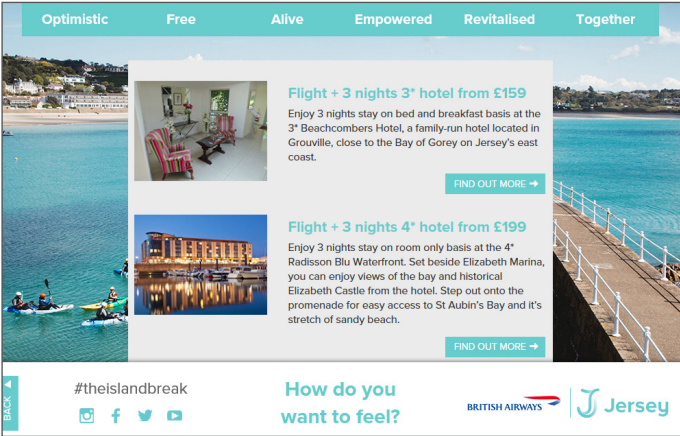 Optimistic Free Alive Empowered Revitalised Together
Flight + 3 nights 3* hotel from £159
Enjoy 3 nights stay on bed and breakfast basis at the
3* Beachcombers Hotel, a family-run hotel located in
Grouville, close to the Bay of Gorey on Jersey's east
coast.
FIND OUT MORE →
Flight + 3 nights 4* hotel from £199
Enjoy 3 nights stay on room only basis at the 4*
Radisson Blu Waterfront. Set beside Elizabeth Marina,
you can enjoy views of the bay and historical
Elizabeth Castle from the hotel. Step out onto the
promenade for easy access to St Aubin's Bay and it's
stretch of sandy beach.
FIND OUT MORE →
BACK
#theislandbreak
How do you
want to feel?
BRITISH AIRWAYS
Jersey